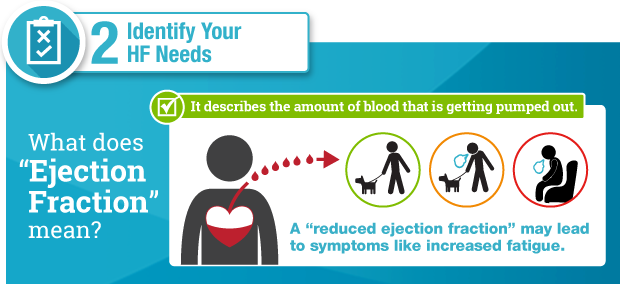 2
Identify Your
HF Needs
What does
“Ejection
Fraction”
mean?
It describes the amount of blood that is getting pumped out.
A “reduced ejection fraction” may lead
to symptoms like increased fatigue.